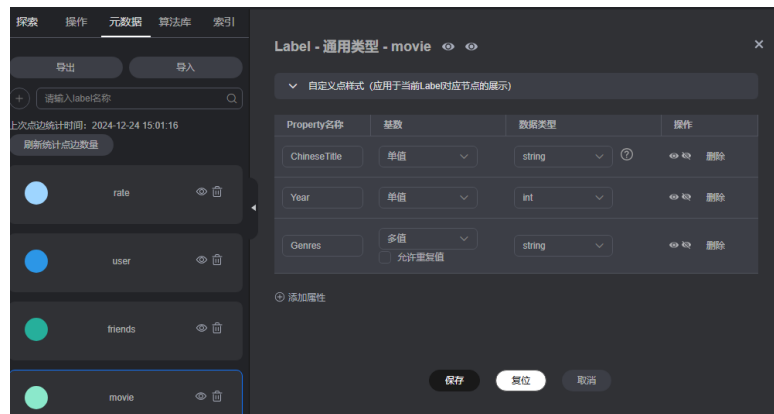 探索 操作 元数据 算法库 索引
导出 导入
请输入label名称
上次点边统计时间：2024-12-24 15:01:16
刷新统计点边数量
rate
user
friends
movie
Label - 通用类型 - movie
自定义点样式 (应用于当前Label对应节点的展示)
Property名称 基数 数据类型 操作
ChineseTitle 单值 string 删除
Year 单值 int 删除
Genres 多值 string 删除
允许重复值
添加属性
保存 复位 取消